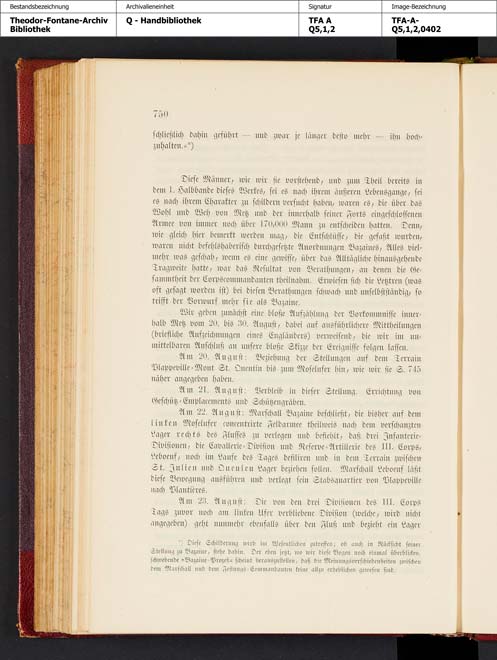 Bestandsbezeichnung
Archivalieneinheit
Signatur
Image-Bezeichnung
Theodor-Fontane-Archiv
Bibliothek
Q - Handbibliothek
TFA A
Q5,1,2
TFA-A-
Q5,1,2,0402
750
ſchließlich dahin geführt — und zwar je länger deſto mehr — ihn hoch-
zuhalten.«*)
Dieſe Männer, wie wir ſie vorſtehend, und zum Theil bereits in
dem 1. Halbbande dieſes Werkes, ſei es nach ihrem äußeren Lebensgange, ſei
es nach ihrem Charakter zu ſchildern verſucht haben, waren es, die über das
Wohl und Weh von Metz und der innerhalb ſeiner Forts eingeſchloſſenen
Armee von immer noch über 170,000 Mann zu entſcheiden hatten. Denn,
wie gleich hier bemerkt werden mag, die Entſchlüſſe, die gefaßt wurden,
waren nicht befehlshaberiſch durchgeſetzte Anordnungen Bazaines, Alles viel-
mehr was geſchah, wenn es eine gewiſſe, über das Alltägliche hinausgehende
Tragweite hatte, war das Reſultat von Berathungen, an denen die Ge-
ſammtheit der Corpscommandanten theilnahm. Erwieſen ſich die Letztren (was
oft geſagt worden iſt) bei dieſen Berathungen ſchwach und unſelbſtſtändig, ſo
trifft der Vorwurf mehr ſie als Bazaine.
Wir geben zunächſt eine bloße Aufzählung der Vorkommniſſe inner-
halb Metz vom 20. bis 30. Auguſt, dabei auf ausführlichere Mittheilungen
(briefliche Aufzeichnungen eines Engländers) verweiſend, die wir im un-
mittelbaren Anſchluß an unſere bloße Skizze der Ereigniſſe folgen laſſen.
Am 20. Auguſt: Beziehung der Stellungen auf dem Terrain
Plappeville-Mont St. Quentin bis zum Moſelufer hin, wie wir ſie S. 745
näher angegeben haben.
Am 21. Auguſt: Verbleib in dieſer Stellung. Errichtung von
Geſchütz-Emplacements und Schützengräben.
Am 22. Auguſt: Marſchall Bazaine beſchließt, die bisher auf dem
linken Moſelufer concentrirte Feldarmee theilweis nach dem verſchanzten
Lager rechts des Fluſſes zu verlegen und befiehlt, daß drei Infanterie-
Diviſionen, die Cavallerie-Diviſion und Reſerve-Artillerie des III. Corps,
Leboeuf, noch im Laufe des Tages defiliren und in dem Terrain zwiſchen
St. Julien und Queulen Lager beziehen ſollen. Marſchall Leboeuf läßt
dieſe Bewegung ausführen und verlegt ſein Stabsquartier von Plappeville
nach Plantières.
Am 23. Auguſt: Die von den drei Diviſionen des III. Corps
Tags zuvor noch am linken Ufer verbliebene Diviſion (welche, wird nicht
angegeben) geht nunmehr ebenfalls über den Fluß und bezieht ein Lager
*) Dieſe Schilderung wird im Weſentlichen zutreffen; ob auch in Rückſicht ſeiner
Stellung zu Bazaine, ſtehe dahin. Der eben jetzt, wo wir dieſe Bogen noch einmal überblicken,
ſchwebende »Bazaine-Prozeß« ſcheint herauszuſtellen, daß die Meinungsverſchiedenheiten zwiſchen
dem Marſchall und dem Feſtungs-Commandanten keine allzu erheblichen geweſen ſind.